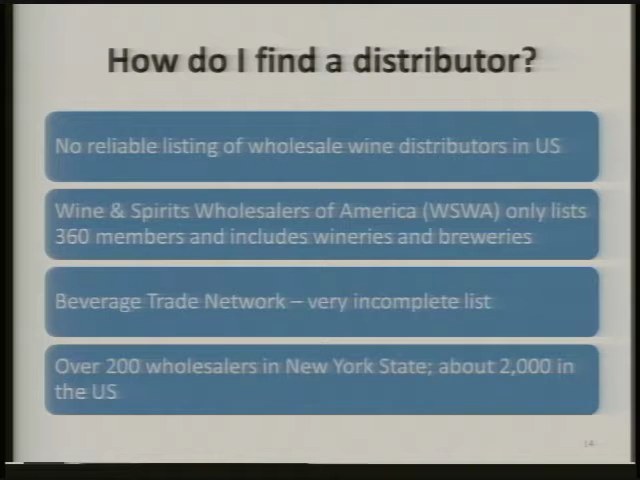 How do I find a distributor?
No reliable listing of wholesale wine distributors in US
Wine & Spirits Wholesalers of America (WSWA) only lists
360 members and includes wineries and breweries
Beverage Trade Network – very incomplete list
Over 200 wholesalers in New York State; about 2,000 in
the US
14